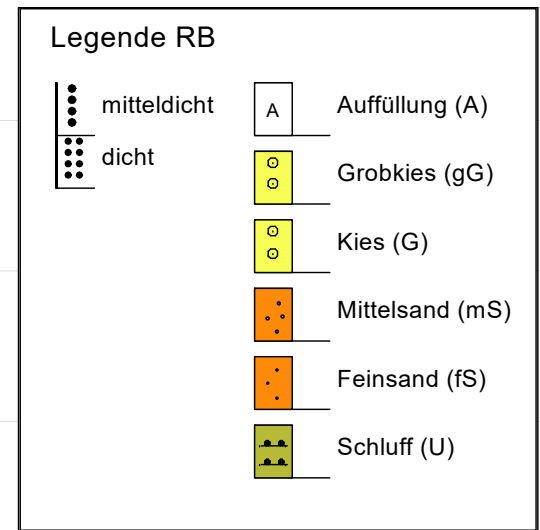 Legende RB
mitteldicht
dicht
A
Auffüllung (A)
Grobkies (gG)
Kies (G)
Mittelsand (mS)
Feinsand (fS)
Schluff (U)